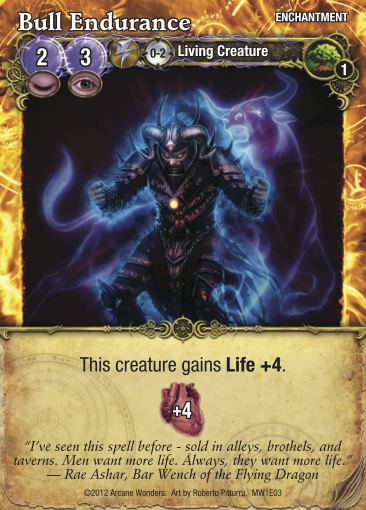 Bull Endurance
ENCHANTMENT
2 3 0-2 Living Creature
1
This creature gains Life +4.
+4
“I’ve seen this spell before - sold in alleys, brothels, and
taverns. Men want more life. Always, they want more life.”
— Rae Ashar, Bar Wench of the Flying Dragon
©2012 Arcane Wonders. Art by Roberto Pitturru. MW1E03